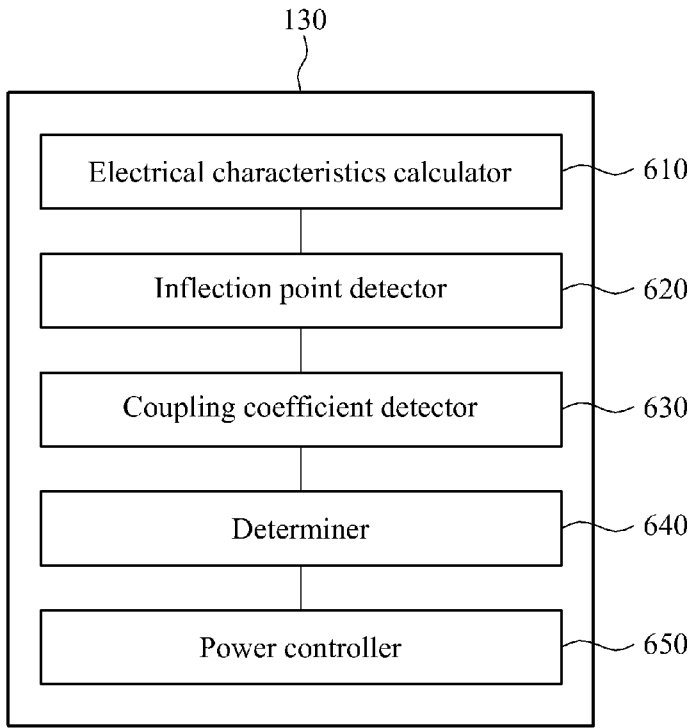 130
Electrical characteristics calculator 610
Inflection point detector 620
Coupling coefficient detector 630
Determiner 640
Power controller 650